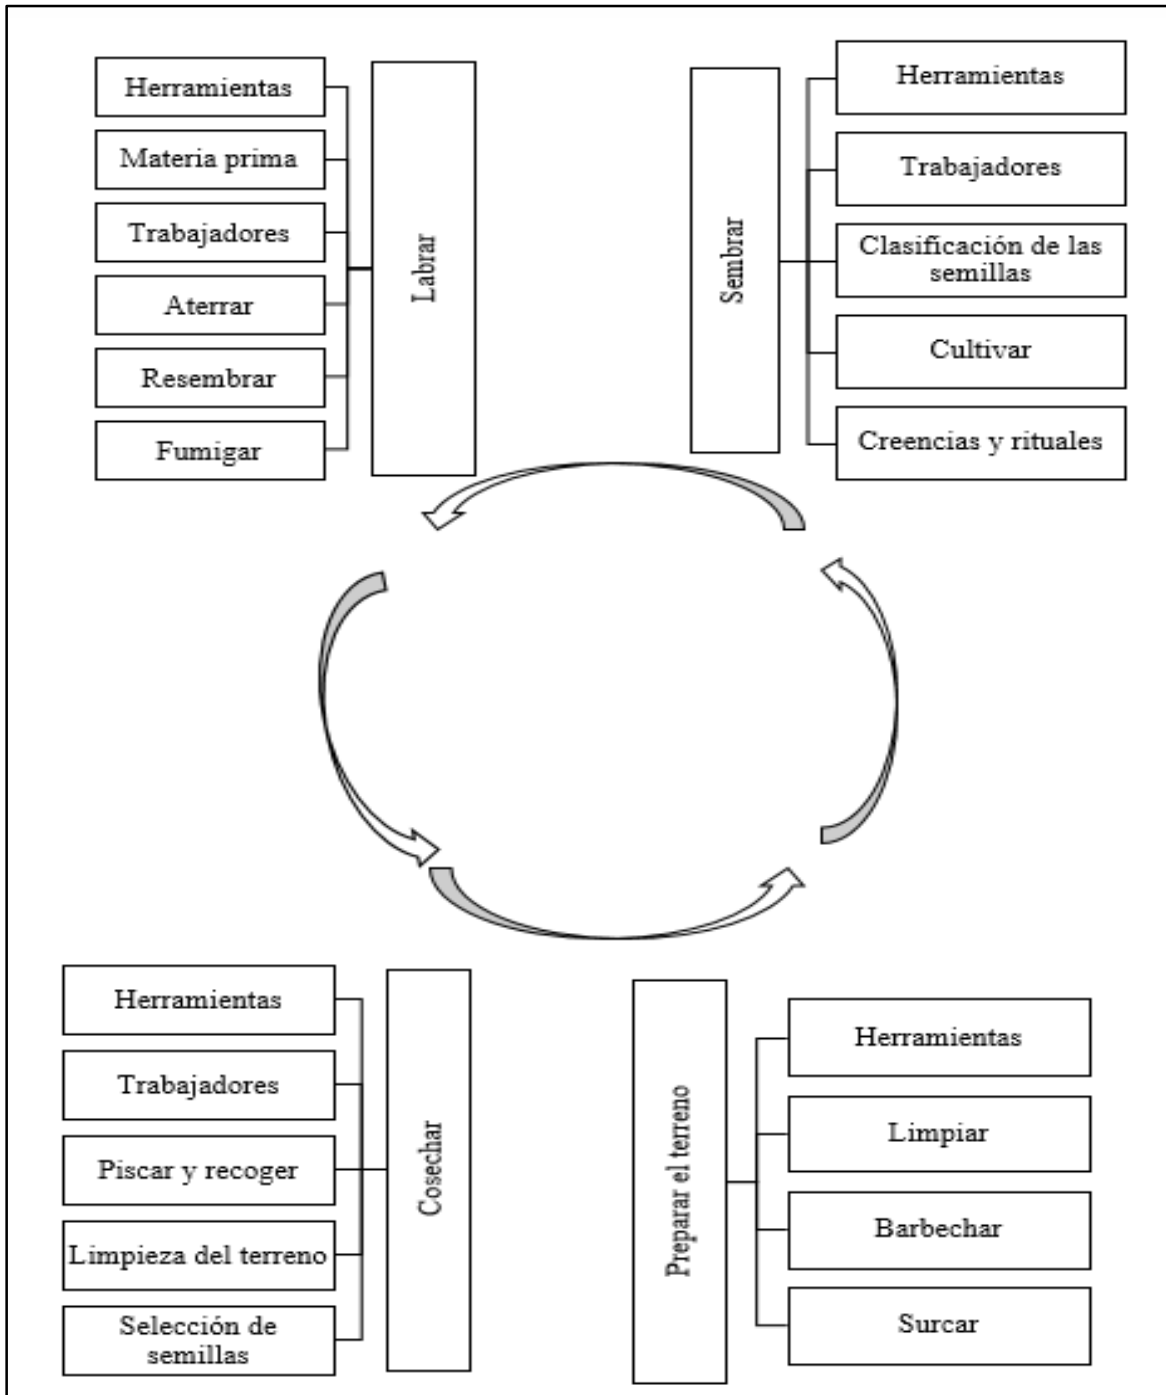 Herramientas
Materia prima
Trabajadores
Aterrar
Resembrar
Fumigar
Labrar
Sembrar
Herramientas
Trabajadores
Clasificación de las
semillas
Cultivar
Creencias y rituales
Herramientas
Trabajadores
Piscar y recoger
Limpieza del terreno
Selección de
semillas
Cosechar
Preparar el terreno
Herramientas
Limpiar
Barbechar
Surcar